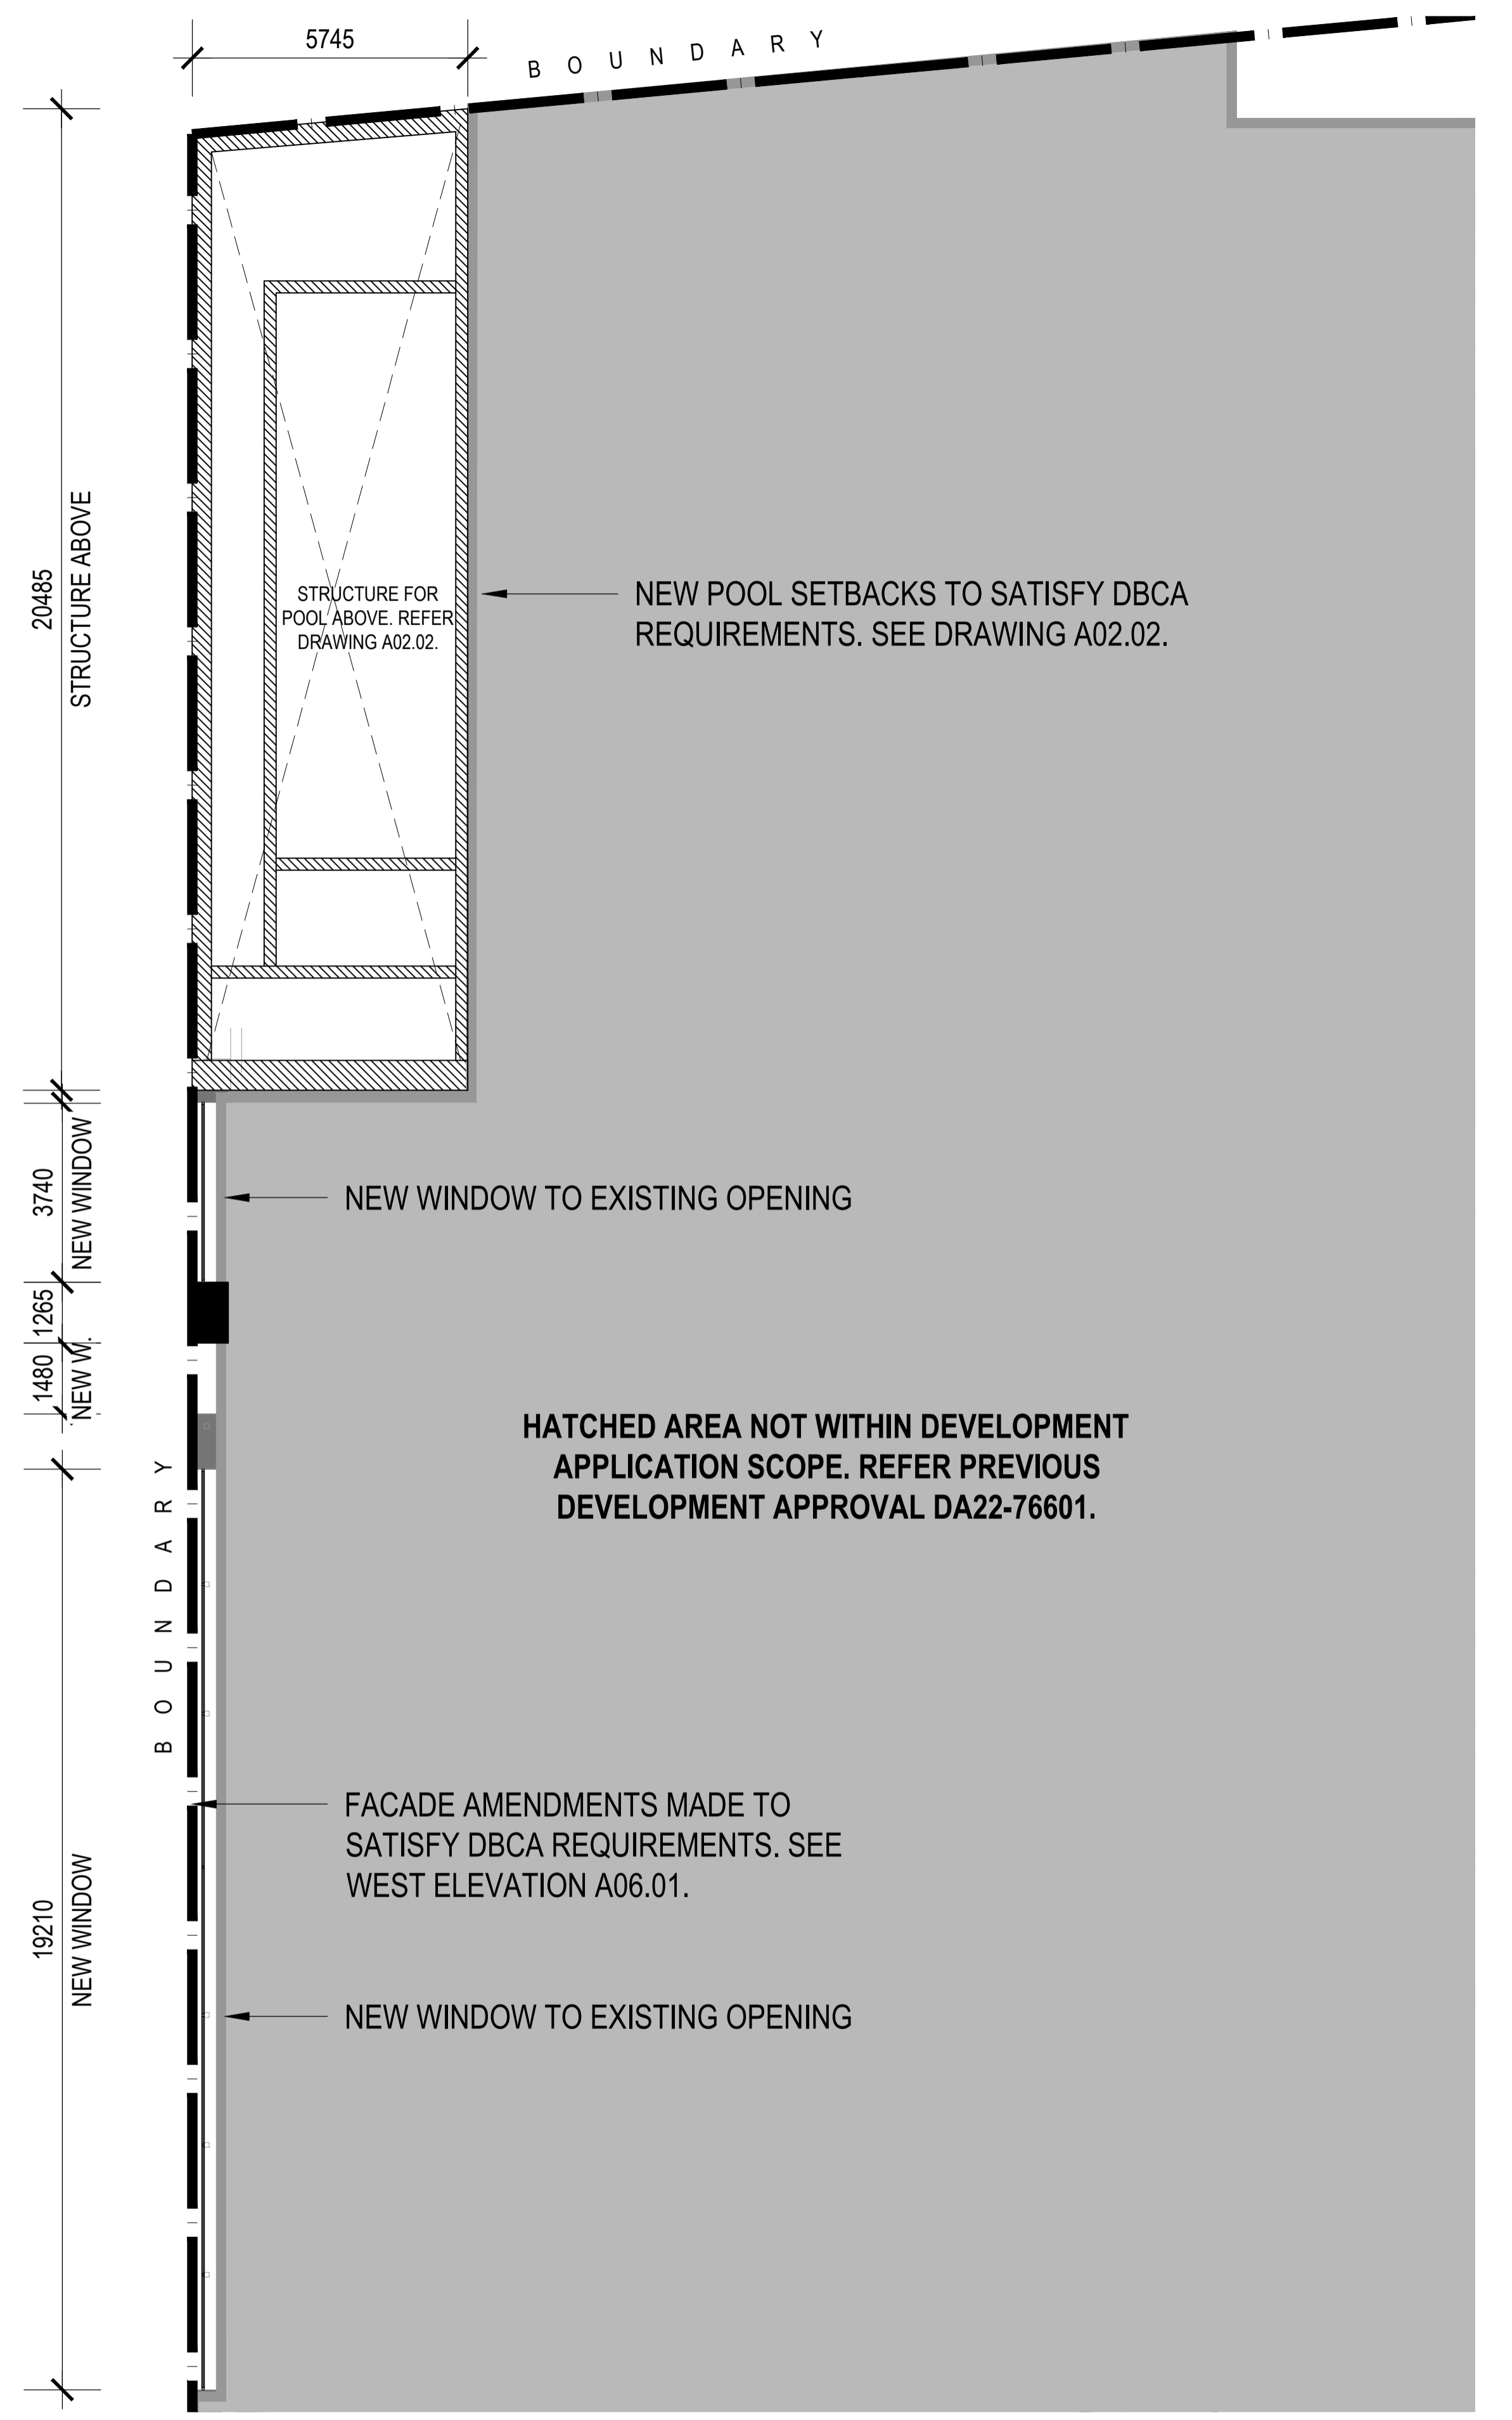 5745
B O U N D A R Y
20485
STRUCTURE ABOVE
STRUCTURE FOR
POOL ABOVE. REFER
DRAWING A02.02.
NEW POOL SETBACKS TO SATISFY DBCA
REQUIREMENTS. SEE DRAWING A02.02.
3740
NEW WINDOW
NEW WINDOW TO EXISTING OPENING
1265
1480
NEW W.
HATCHED AREA NOT WITHIN DEVELOPMENT
APPLICATION SCOPE. REFER PREVIOUS
DEVELOPMENT APPROVAL DA22-76601.
B O U N D A R Y
FACADE AMENDMENTS MADE TO
SATISFY DBCA REQUIREMENTS. SEE
WEST ELEVATION A06.01.
19210
NEW WINDOW
NEW WINDOW TO EXISTING OPENING